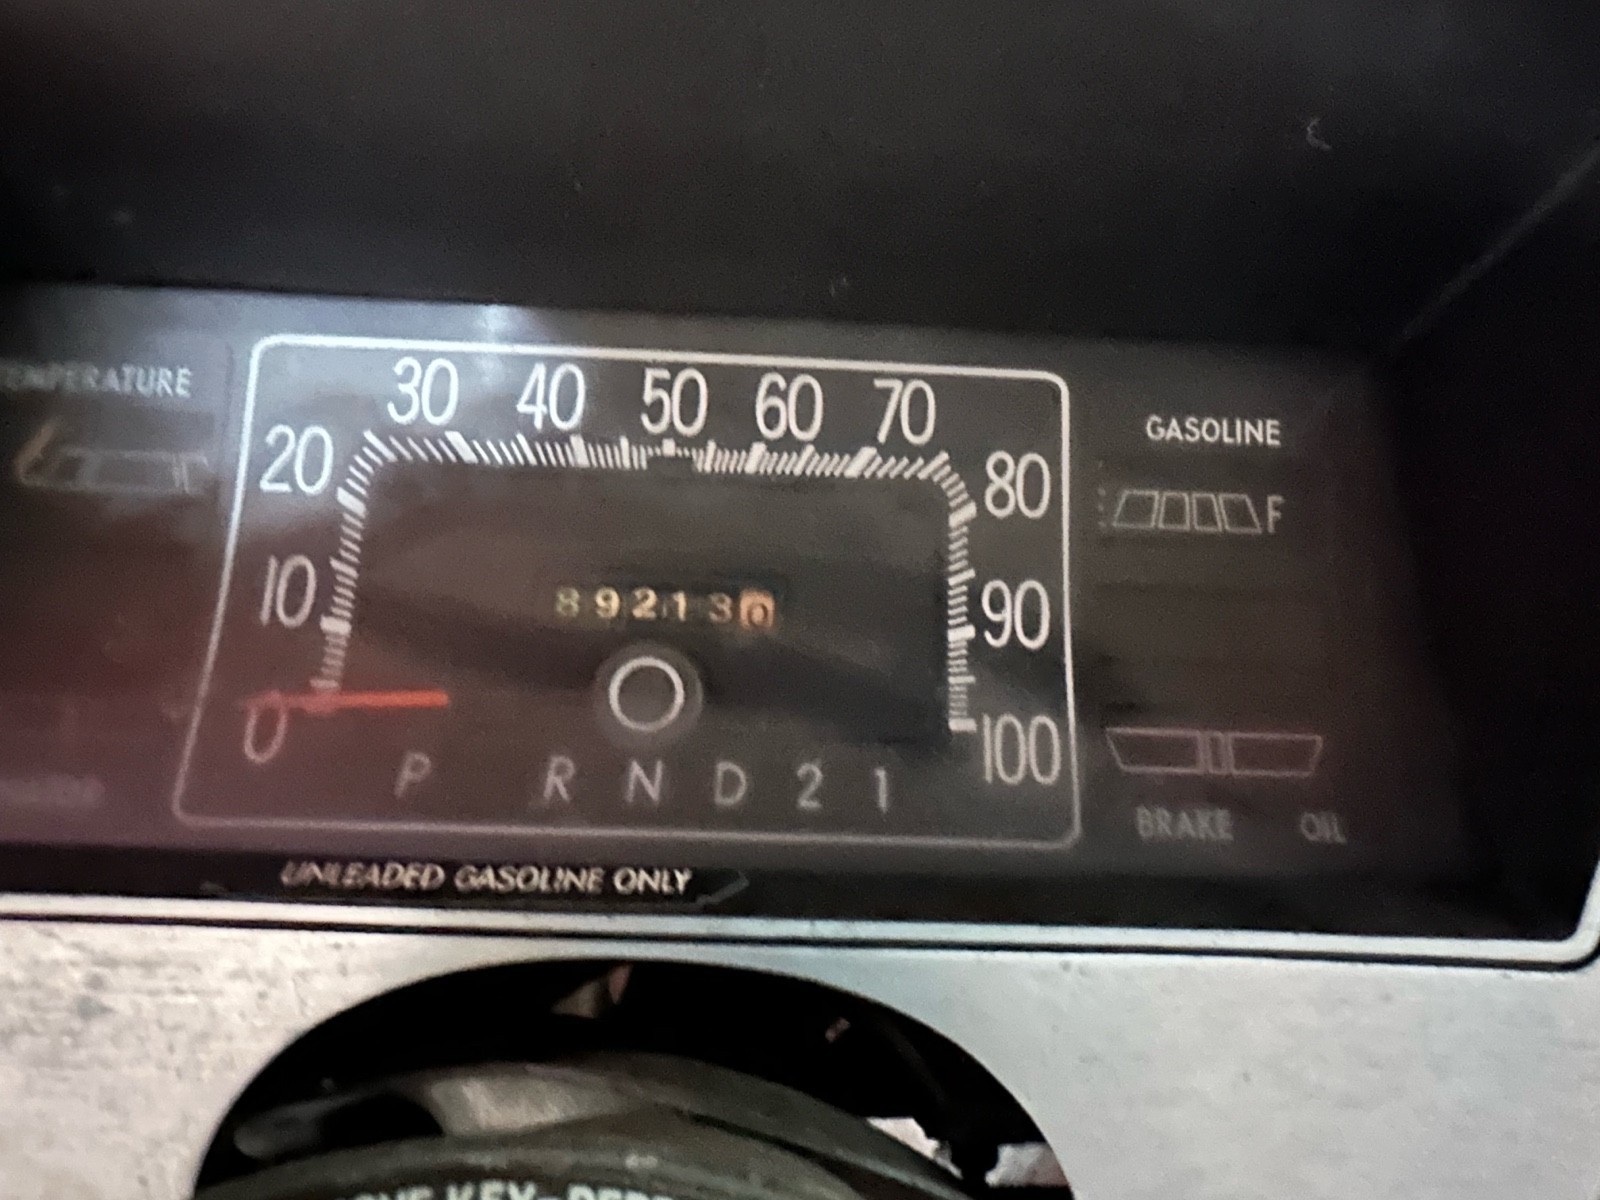 TEMPERATURE
30 40 50 60 70
20 80
GASOLINE
F
10 90
892130
0 100
P R N D 2 1
BRAKE OIL
UNLEADED GASOLINE ONLY